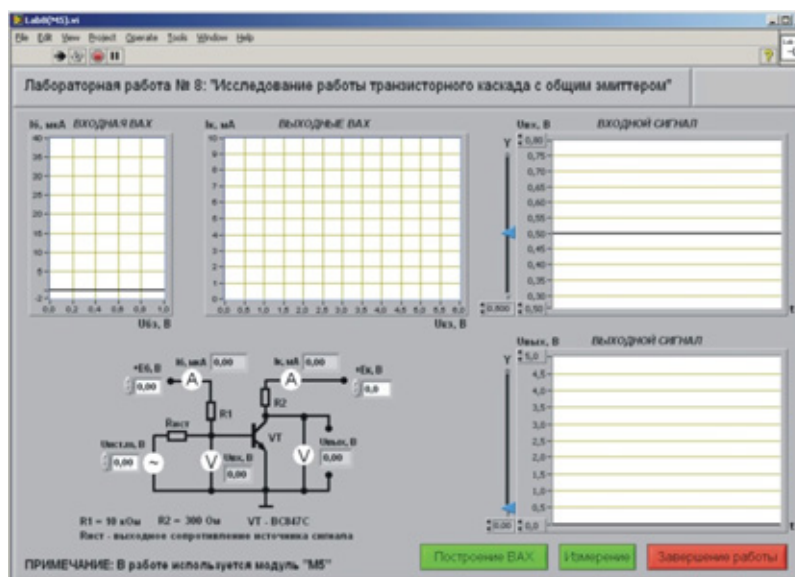 Lab8(M5).vi
File Edit View Project Operate Tools Window Help
Лабораторная работа № 8: "Исследование работы транзисторного каскада с общим эмиттером"
Iб, мкА ВХОДНАЯ ВАХ
40
35
30
25
20
15
10
5
-2
0,0 0,2 0,4 0,6 0,8 1,0
Uбэ, В
Iк, мА ВЫХОДНЫЕ ВАХ
10
9
8
7
6
5
4
3
2
1
0
0,0 0,5 1,0 1,5 2,0 2,5 3,0 3,5 4,0 4,5 5,0 5,5 6,0
Uкэ, В
Uвх, В ВХОДНОЙ СИГНАЛ
Y 0,80
0,75
0,70
0,65
0,60
0,55
0,50
0,45
0,40
0,35
0,30
t
Uвых, В ВЫХОДНОЙ СИГНАЛ
Y 5,0
4,5
4,0
3,5
3,0
2,5
2,0
1,5
1,0
0,5
0.00 0,0 t
+Eб, В Iб, мкА 0,00 Iк, мА 0,00 +Eк, В
0,00 A A 0,0
R1 R2
Rист VT
Uист.m, В Uвых, В
0,00 ~ V Uвх, В V 0,00
0,00
R1 = 10 кОм R2 = 300 Ом VT - BC847C
Rист - выходное сопротивление источника сигнала
ПРИМЕЧАНИЕ: В работе используется модуль "М5"
Построение ВАХ Измерение Завершение работы